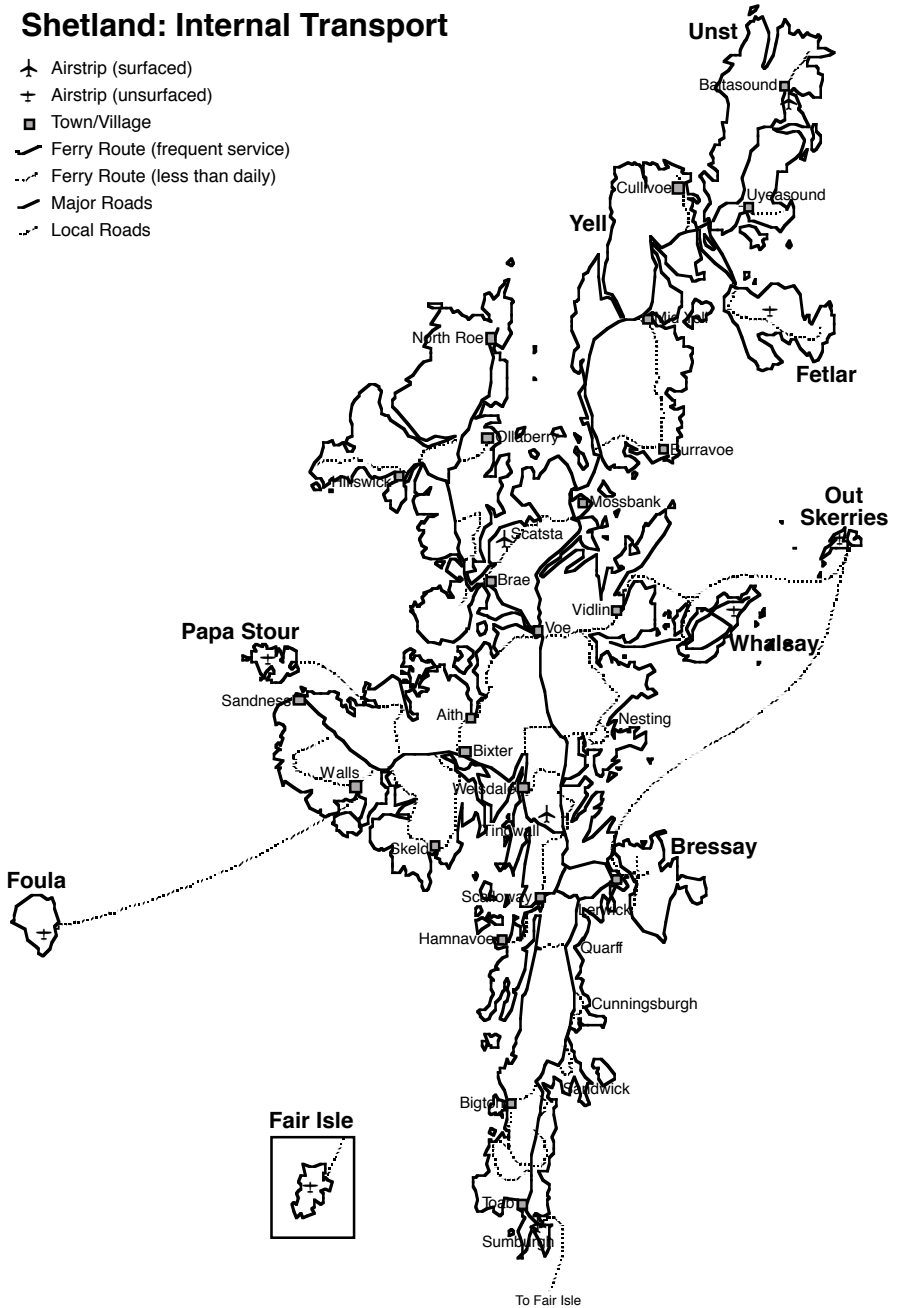 Shetland: Internal Transport
Airstrip (surfaced)
Airstrip (unsurfaced)
Town/Village
Ferry Route (frequent service)
Ferry Route (less than daily)
Major Roads
Local Roads
Unst
Baltasound
Cullivoe
Uyeasound
Yell
Mid Yell
North Roe
Fetlar
Ollaberry
Burravoe
Hillswick
Mossbank
Out
Skerries
Scatsta
Brae
Vidlin
Voe
Papa Stour
Whalsay
Sandness
Aith
Nesting
Bixter
Walls
Weisdale
Tingwall
Skeld
Bressay
Foula
Scalloway
Lerwick
Hamnavoe
Quarff
Cunningsburgh
Sandwick
Bigton
Fair Isle
Toab
Sumburgh
To Fair Isle